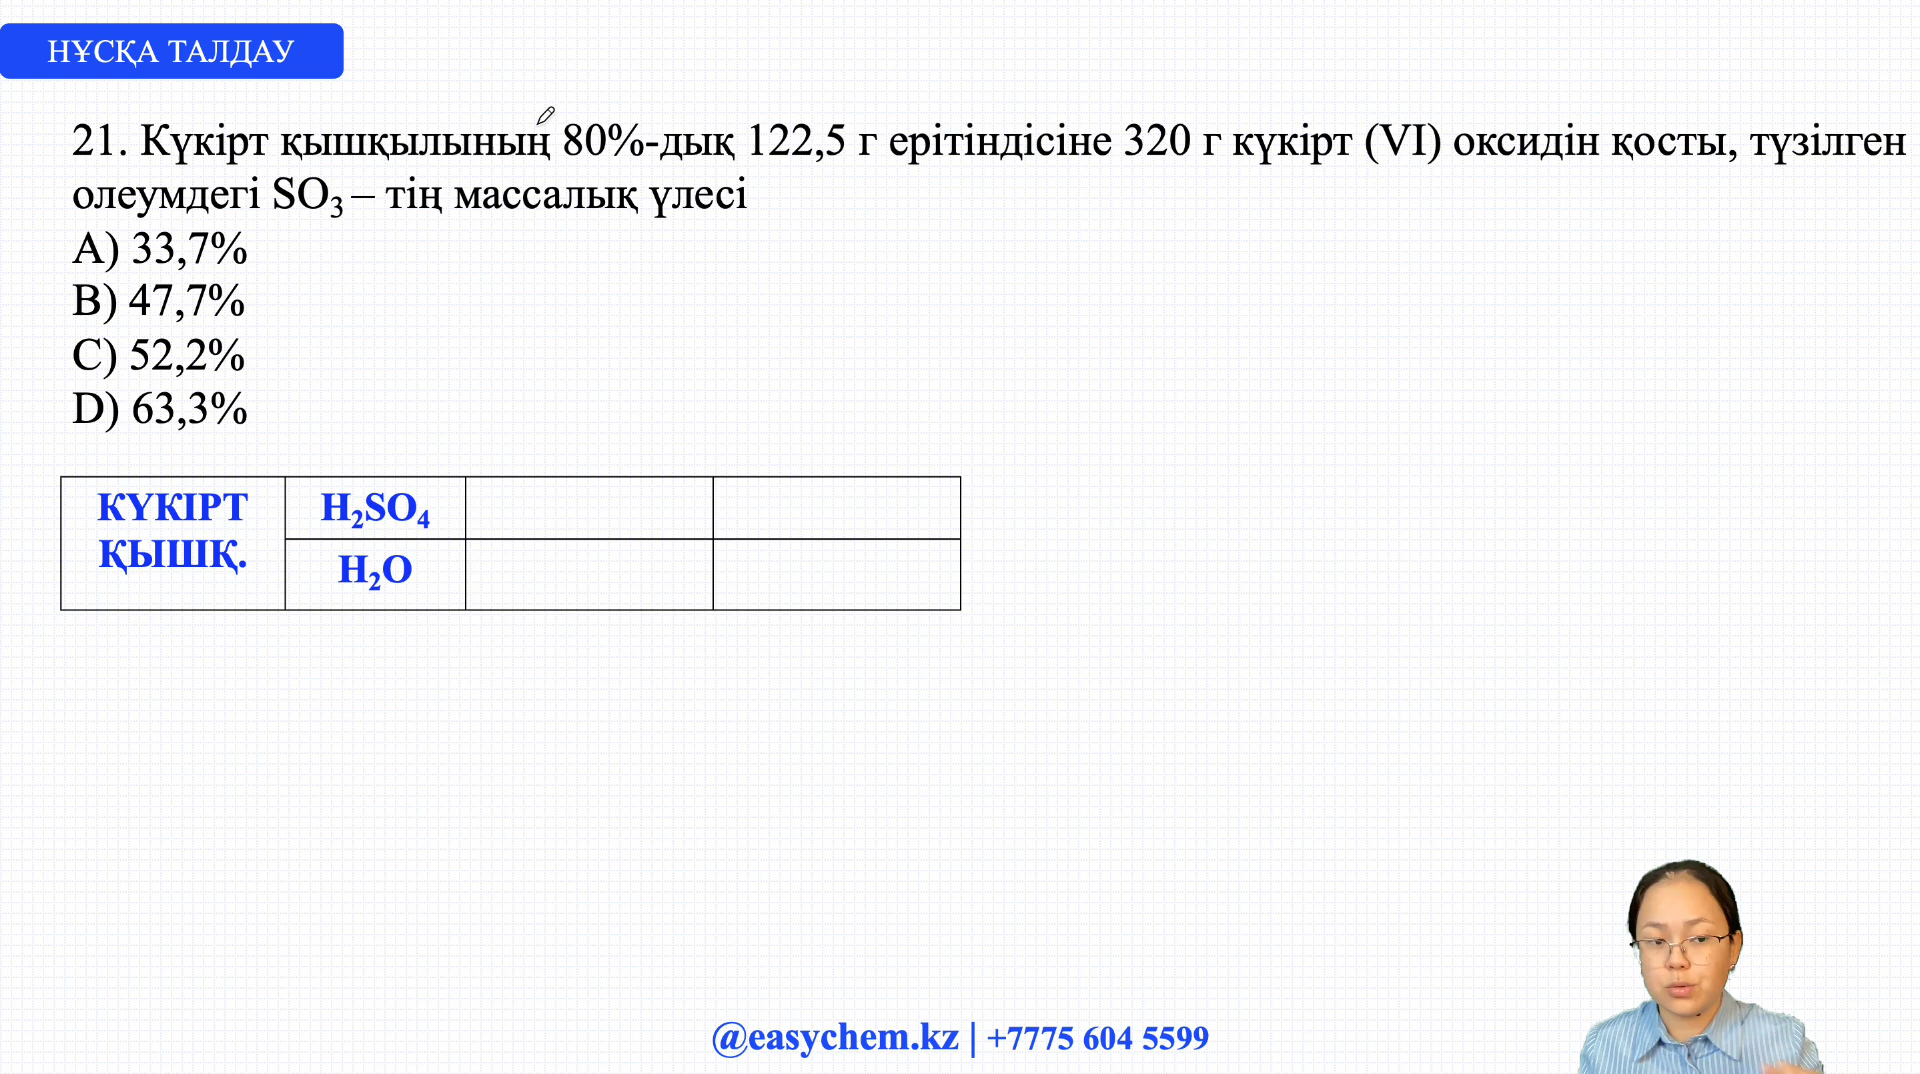 НҰСҚА ТАЛДАУ
21. Күкірт қышқылының 80%-дық 122,5 г ерітіндісіне 320 г күкірт (VI) оксидін қосты, түзілген
олеумдегі SO₃ – тің массалық үлесі
A) 33,7%
B) 47,7%
C) 52,2%
D) 63,3%
КҮКІРТ ҚЫШҚ.
H₂SO₄
H₂O
@easychem.kz | +7775 604 5599